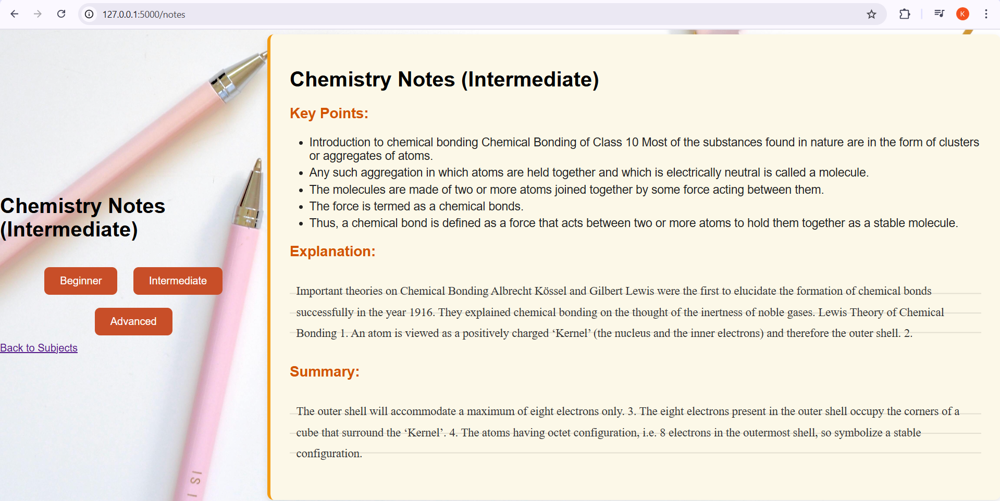 127.0.0.1:5000/notes
K
Chemistry Notes
(Intermediate)
Beginner
Intermediate
Advanced
Back to Subjects
Chemistry Notes (Intermediate)
Key Points:
Introduction to chemical bonding Chemical Bonding of Class 10 Most of the substances found in nature are in the form of clusters
or aggregates of atoms.
Any such aggregation in which atoms are held together and which is electrically neutral is called a molecule.
The molecules are made of two or more atoms joined together by some force acting between them.
The force is termed as a chemical bonds.
Thus, a chemical bond is defined as a force that acts between two or more atoms to hold them together as a stable molecule.
Explanation:
Important theories on Chemical Bonding Albrecht Kössel and Gilbert Lewis were the first to elucidate the formation of chemical bonds
successfully in the year 1916. They explained chemical bonding on the thought of the inertness of noble gases. Lewis Theory of Chemical
Bonding 1. An atom is viewed as a positively charged ‘Kernel’ (the nucleus and the inner electrons) and therefore the outer shell. 2.
Summary:
The outer shell will accommodate a maximum of eight electrons only. 3. The eight electrons present in the outer shell occupy the corners of a
cube that surround the ‘Kernel’. 4. The atoms having octet configuration, i.e. 8 electrons in the outermost shell, so symbolize a stable
configuration.